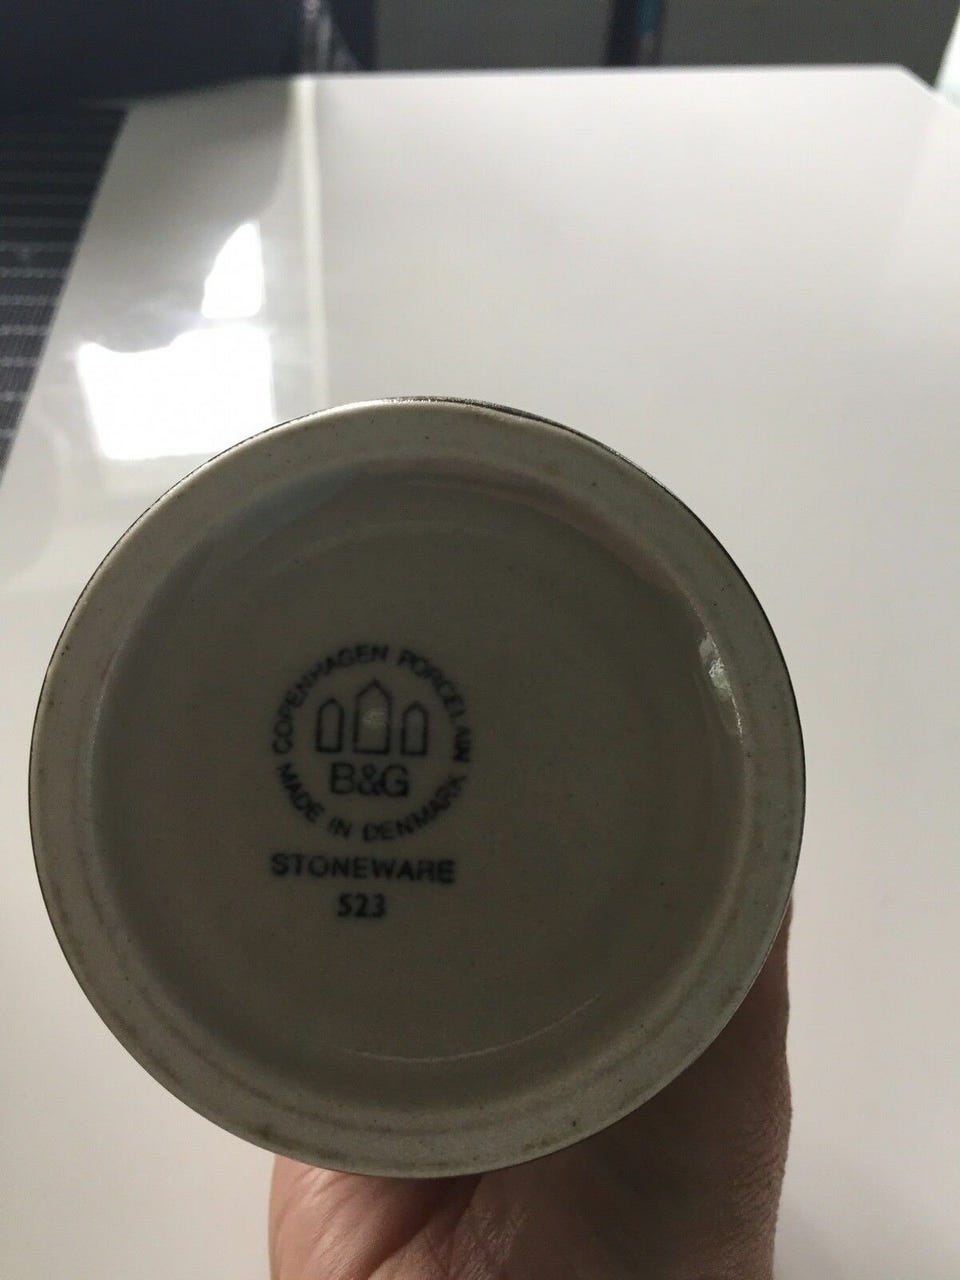 COPENHAGEN PORCELAIN
B&G
MADE IN DENMARK
STONEWARE
523